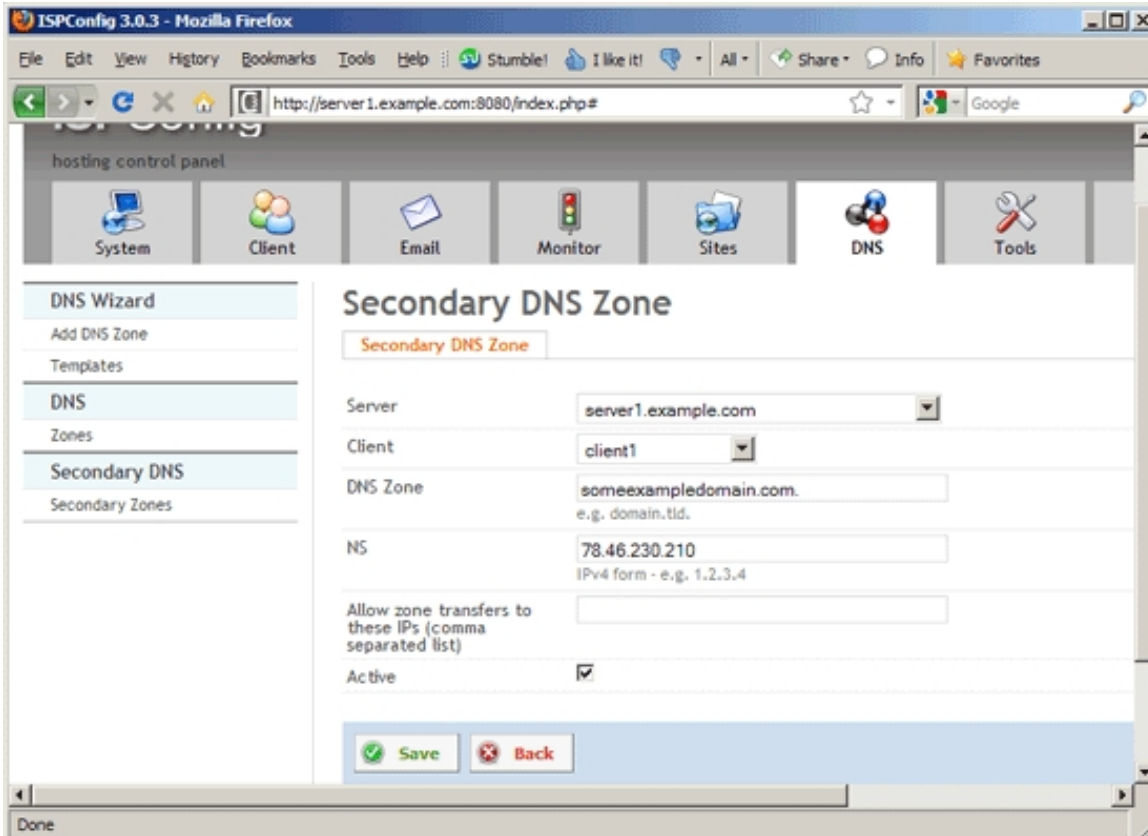 ISPConfig 3.0.3 - Mozilla Firefox
File Edit View History Bookmarks Tools Help Stumble! I like it! All Share Info Favorites
http://server1.example.com:8080/index.php# Google
ISPConfig
hosting control panel
System Client Email Monitor Sites DNS Tools
DNS Wizard
Add DNS Zone
Templates
DNS
Zones
Secondary DNS
Secondary Zones
Secondary DNS Zone
Secondary DNS Zone
Server server1.example.com
Client client1
DNS Zone someexampledomain.com.
e.g. domain.tld.
NS 78.46.230.210
IPv4 form - e.g. 1.2.3.4
Allow zone transfers to
these IPs (comma
separated list)
Active
Save Back
Done